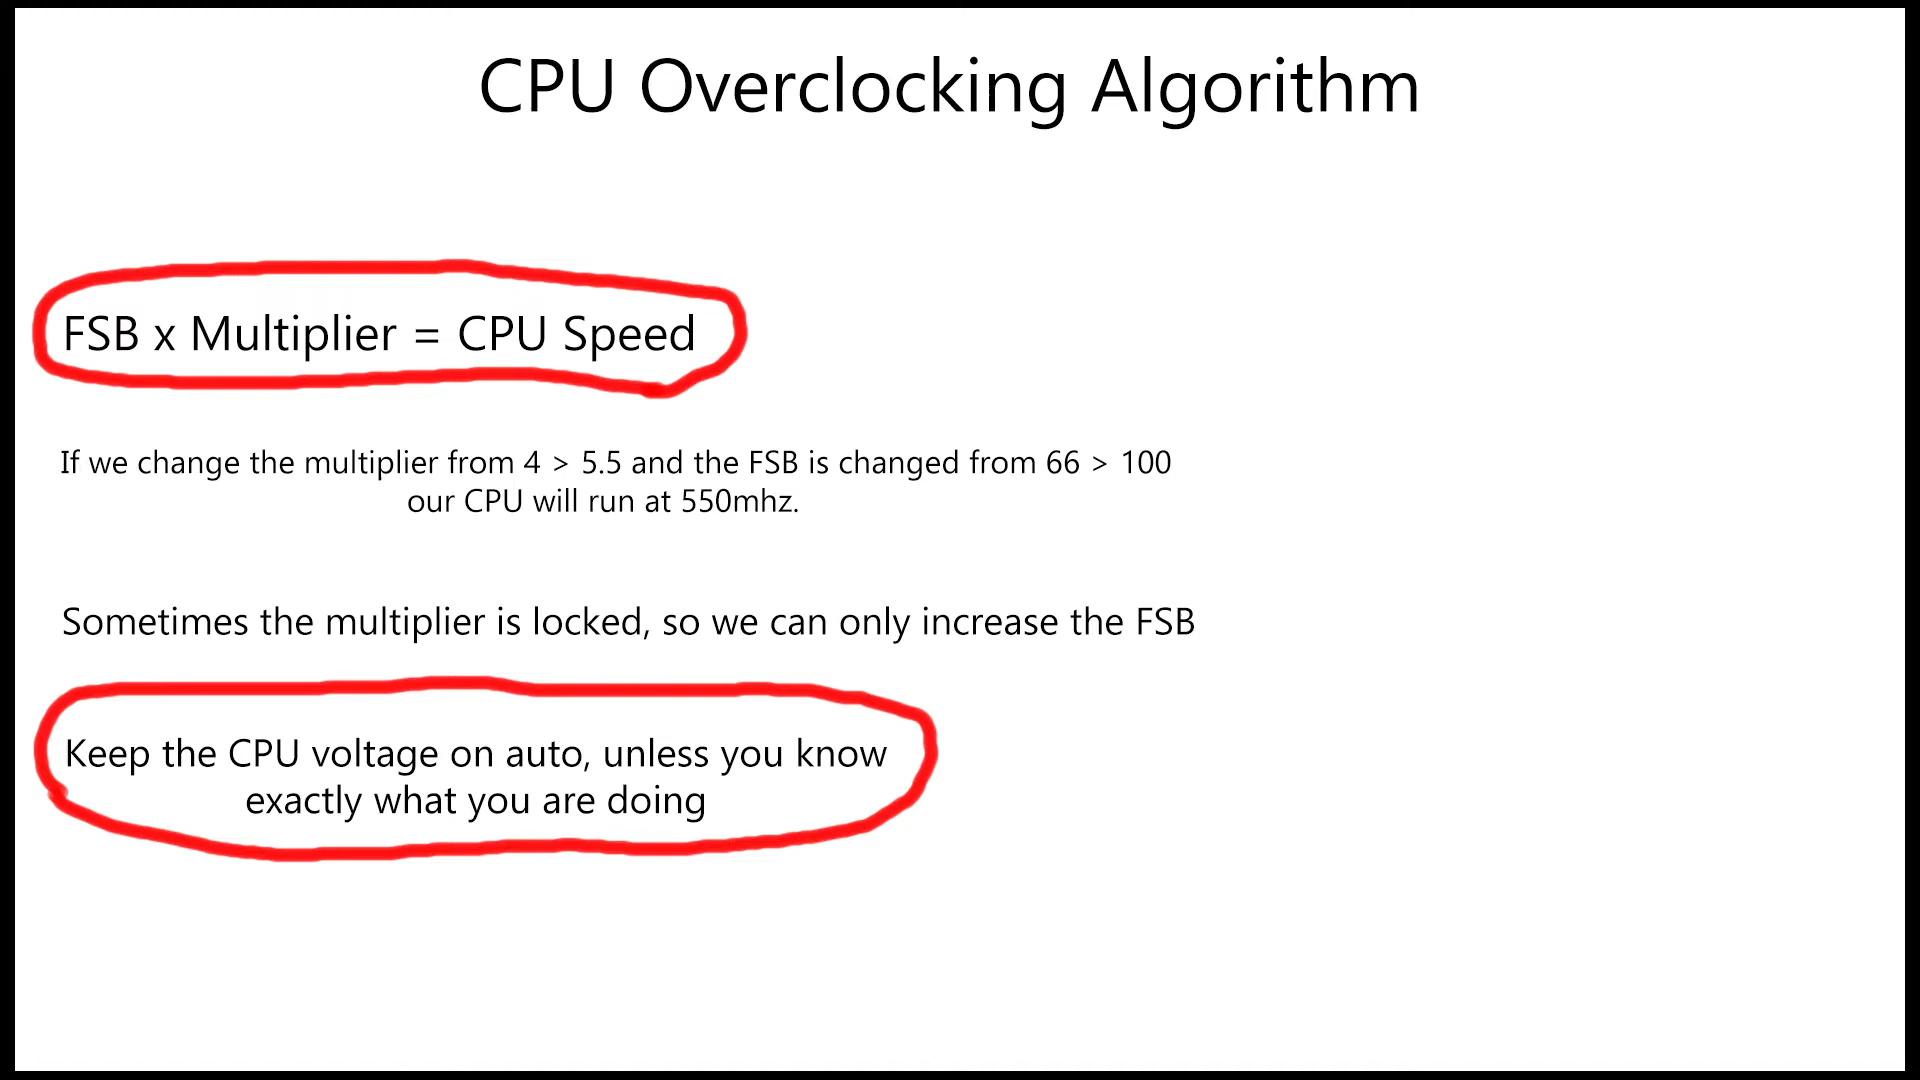 CPU Overclocking Algorithm
FSB x Multiplier = CPU Speed
If we change the multiplier from 4 > 5.5 and the FSB is changed from 66 > 100
our CPU will run at 550mhz.
Sometimes the multiplier is locked, so we can only increase the FSB
Keep the CPU voltage on auto, unless you know
exactly what you are doing